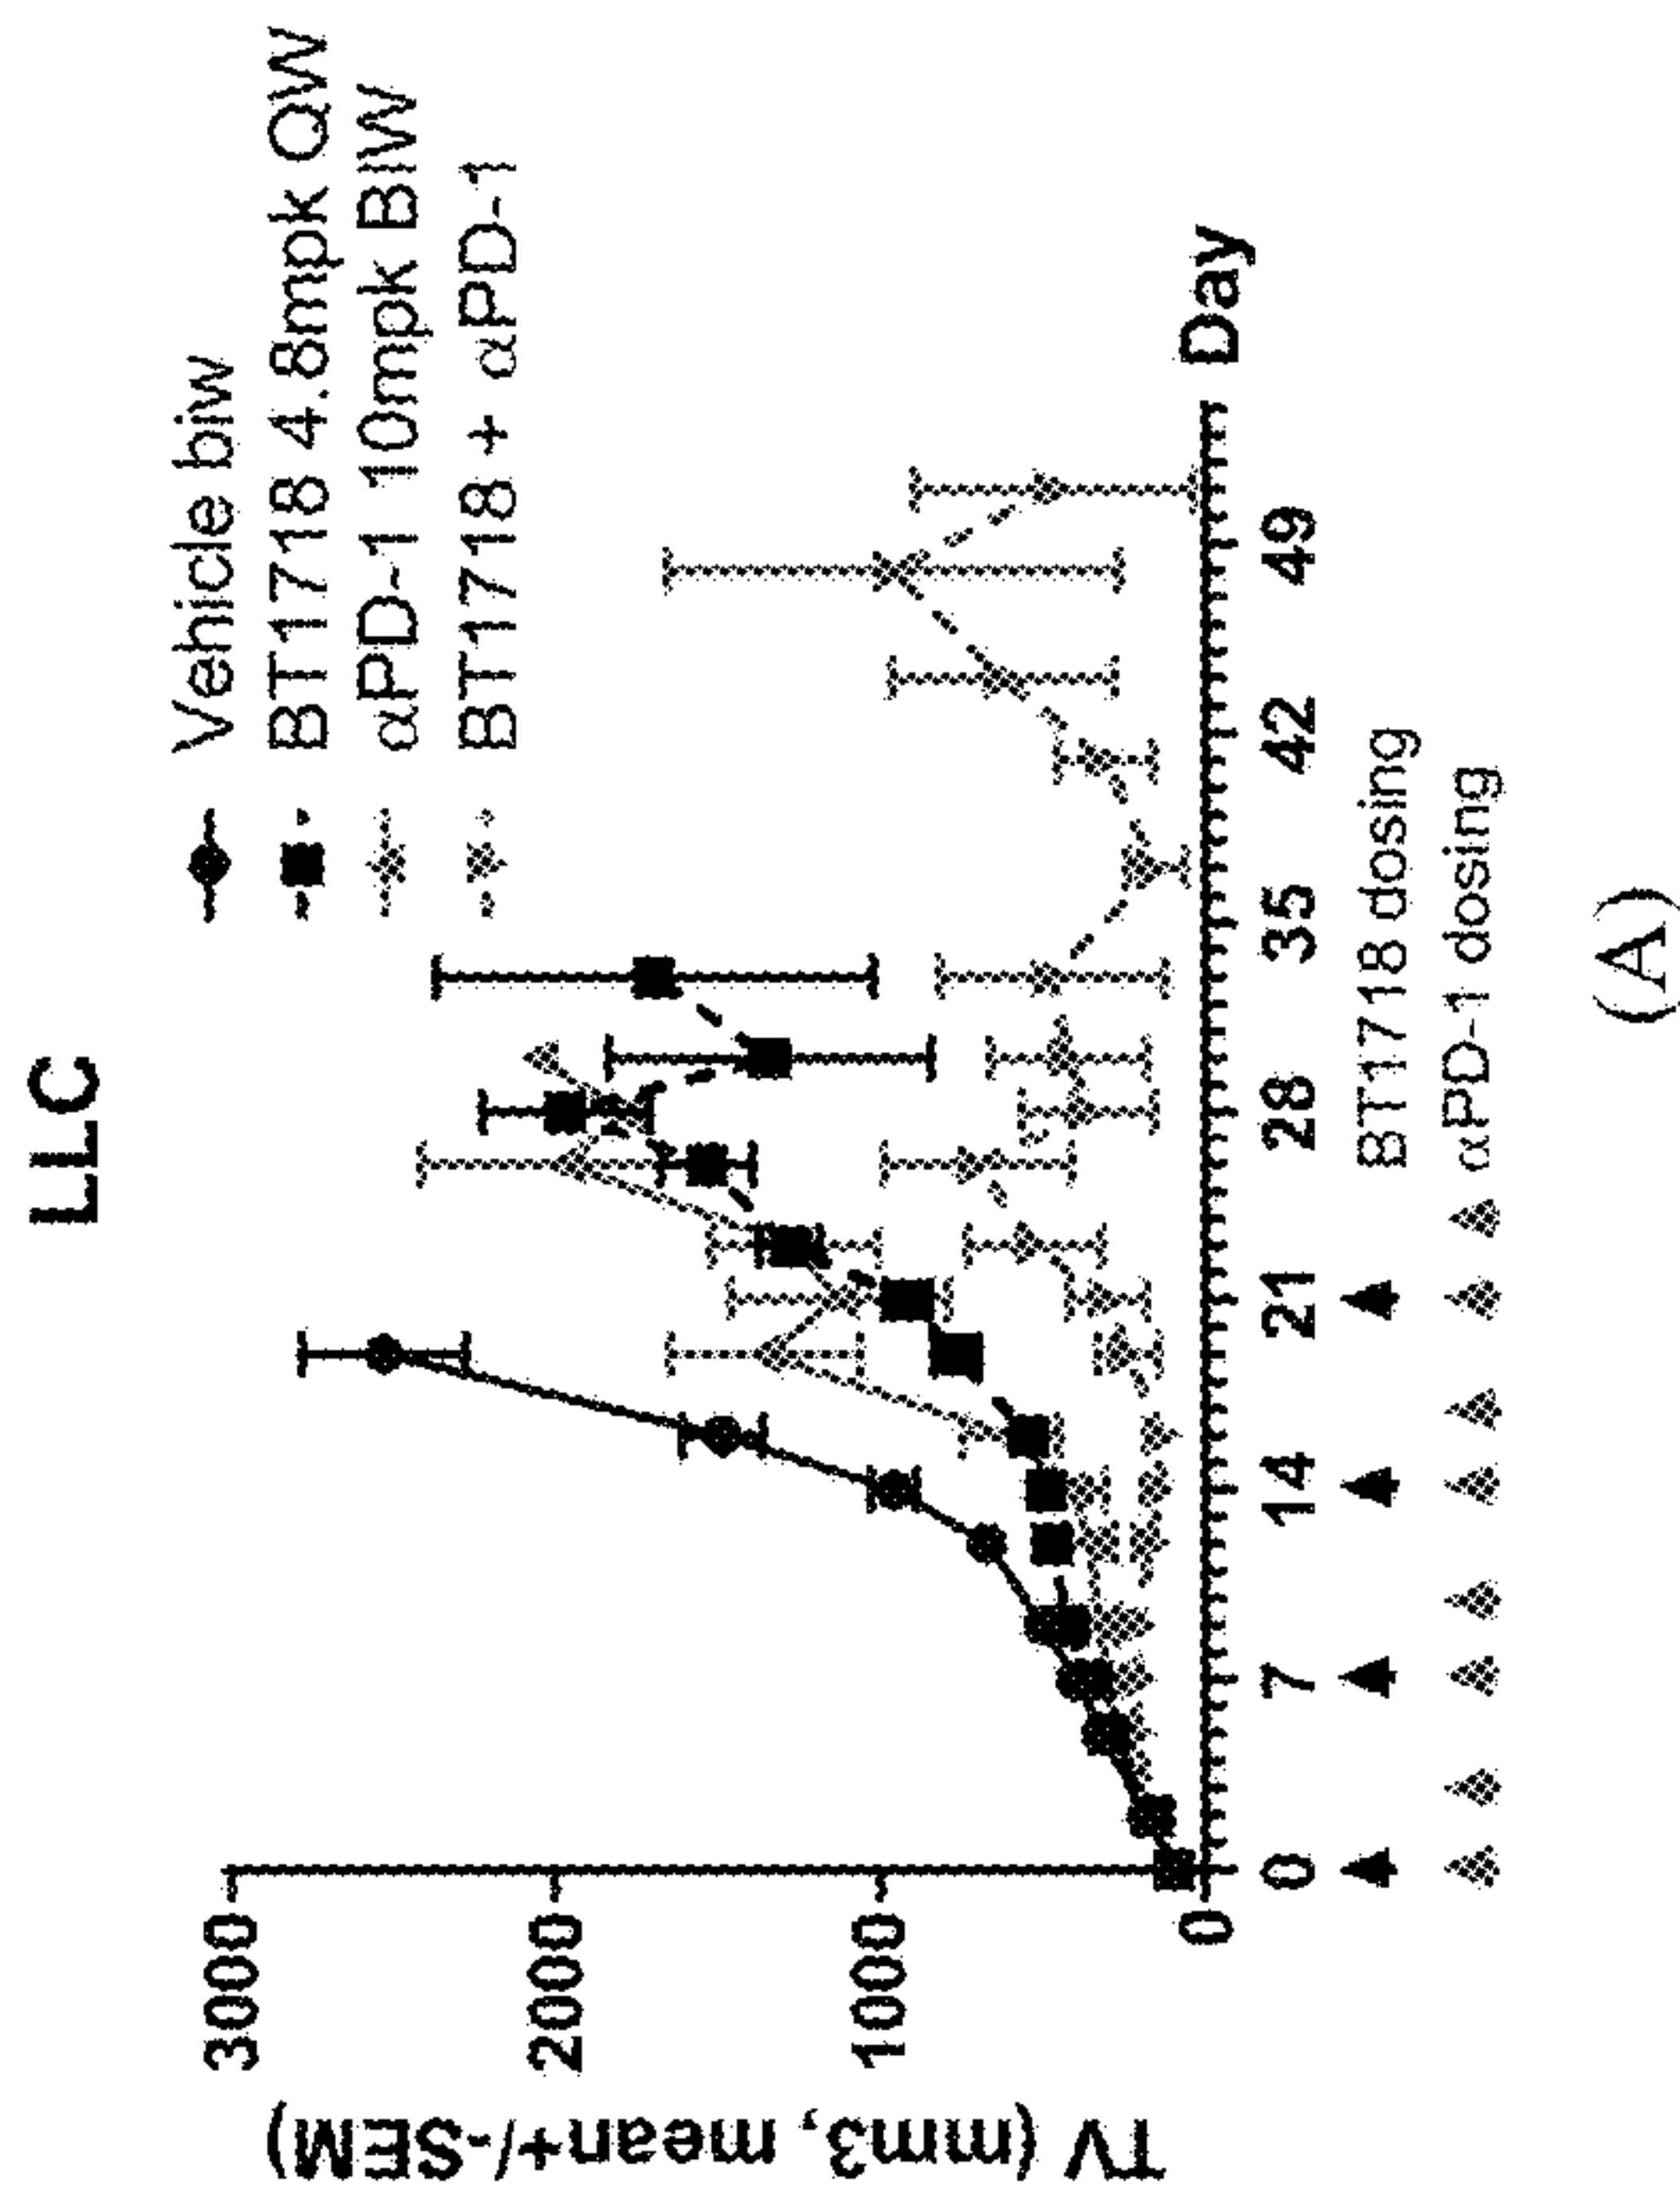 LLC
Vehicle biw
BT1718 4.8mpk QW
αPD-1 10mpk BIW
BT1718 + αPD-1
TV (mm3, mean+/-SEM)
3000
2000
1000
0
Day
0 7 14 21 28 35 42 49
BT1718 dosing
αPD-1 dosing
(A)